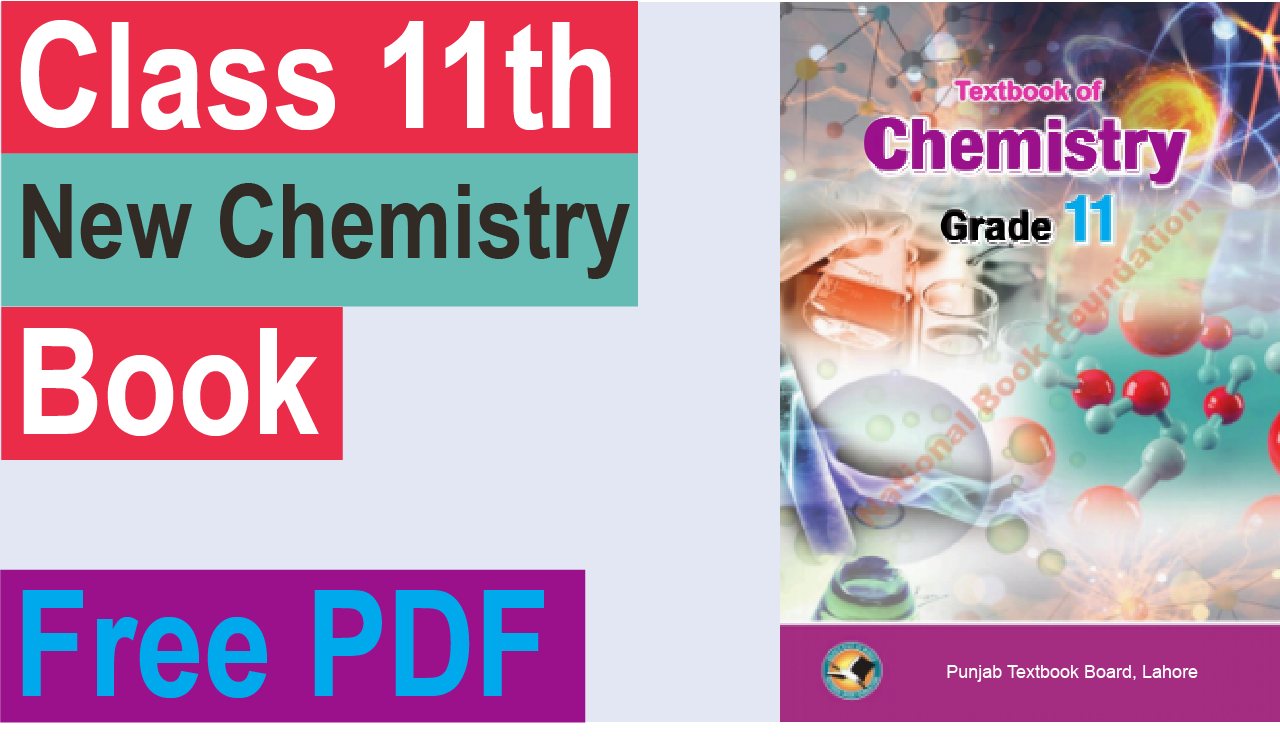 Class 11th
New Chemistry
Book
Free PDF
Textbook of
Chemistry
Grade 11
National Book Foundation
Punjab Textbook Board, Lahore